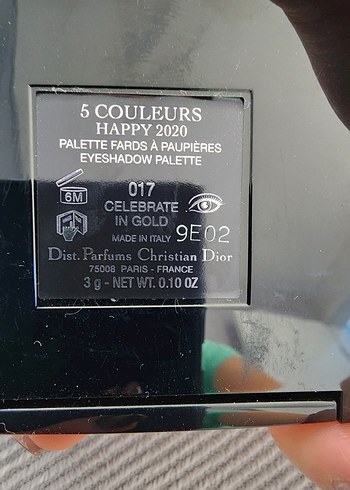 5 COULEURS
HAPPY 2020
PALETTE FARDS À PAUPIÈRES
EYESHADOW PALETTE
6M
017
CELEBRATE
IN GOLD
MADE IN ITALY 9E02
Dist. Parfums Christian Dior
75008 PARIS - FRANCE
3 g - NET WT. 0.10 OZ